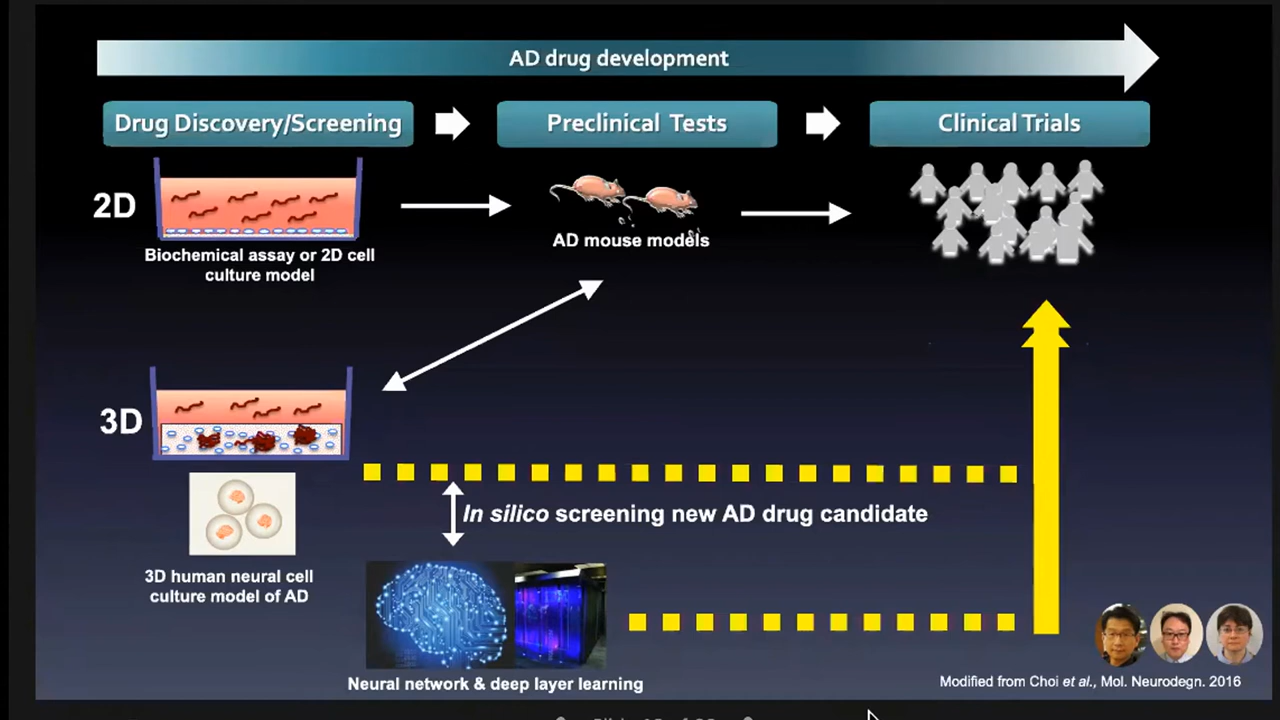 AD drug development
Drug Discovery/Screening
Preclinical Tests
Clinical Trials
2D
Biochemical assay or 2D cell
culture model
AD mouse models
3D
In silico screening new AD drug candidate
3D human neural cell
culture model of AD
Neural network & deep layer learning
Modified from Choi et al., Mol. Neurodegn. 2016